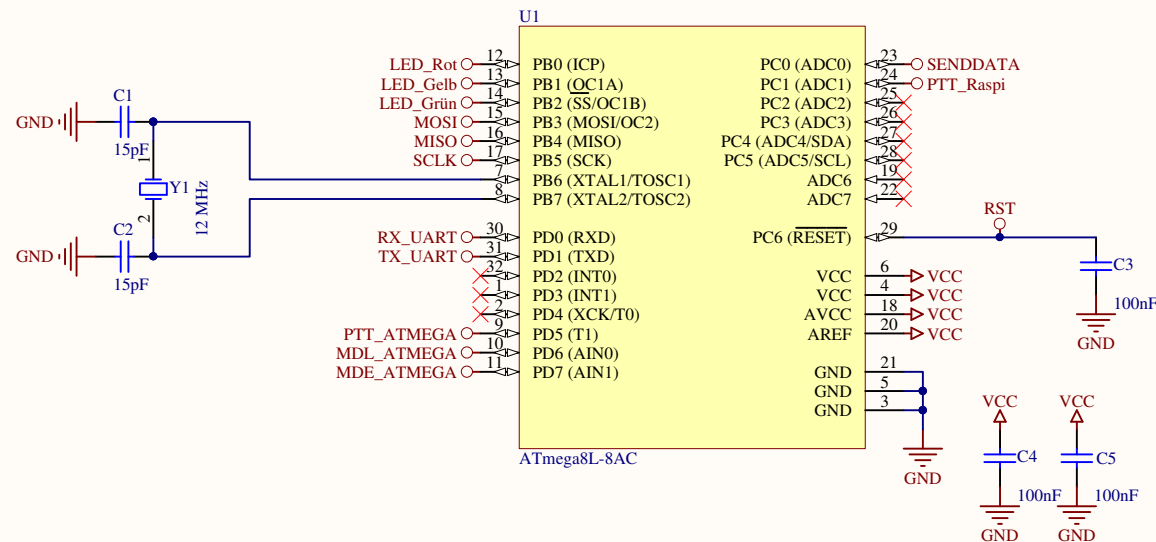 U1
LED_Rot 12 PB0 (ICP) PC0 (ADC0) 23 SENDDATA
LED_Gelb 13 PB1 (OC1A) PC1 (ADC1) 24 PTT_Raspi
LED_Grün 14 PB2 (SS/OC1B) PC2 (ADC2) 25
MOSI 15 PB3 (MOSI/OC2) PC3 (ADC3) 26
MISO 16 PB4 (MISO) PC4 (ADC4/SDA) 27
SCLK 17 PB5 (SCK) PC5 (ADC5/SCL) 28
7 PB6 (XTAL1/TOSC1) ADC6 19
8 PB7 (XTAL2/TOSC2) ADC7 22
C1
GND
15pF
1
Y1
2
12 MHz
C2
GND
15pF
RX_UART 30 PD0 (RXD) PC6 (RESET) 29
TX_UART 31 PD1 (TXD)
32 PD2 (INT0) VCC 6 VCC
1 PD3 (INT1) VCC 4 VCC
2 PD4 (XCK/T0) AVCC 18 VCC
PTT_ATMEGA 9 PD5 (T1) AREF 20 VCC
MDL_ATMEGA 10 PD6 (AIN0)
MDE_ATMEGA 11 PD7 (AIN1) GND 21
GND 5
GND 3
ATmega8L-8AC
GND
RST
C3
100nF
GND
VCC
C4
100nF
GND
VCC
C5
100nF
GND